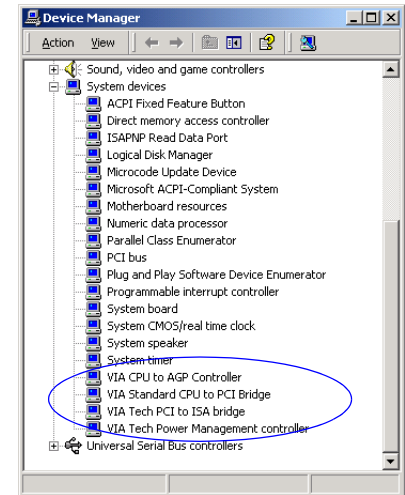 Device Manager
Action View
Sound, video and game controllers
System devices
ACPI Fixed Feature Button
Direct memory access controller
ISAPNP Read Data Port
Logical Disk Manager
Microcode Update Device
Microsoft ACPI-Compliant System
Motherboard resources
Numeric data processor
Parallel Class Enumerator
PCI bus
Plug and Play Software Device Enumerator
Programmable interrupt controller
System board
System CMOS/real time clock
System speaker
System timer
VIA CPU to AGP Controller
VIA Standard CPU to PCI Bridge
VIA Tech PCI to ISA bridge
VIA Tech Power Management controller
Universal Serial Bus controllers